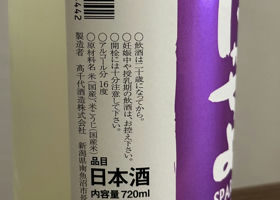 SPA
○飲酒は二十歳になってから。
○妊娠中や授乳期の飲酒は、お控え下さい。
○開栓には十分注意して下さい。
○アルコール分 16度
○原材料名 米(国産)、米こうじ(国産米)
製造者 髙千代酒造株式会社
新潟県南魚沼市長
品目
日本酒
内容量 720ml
4442